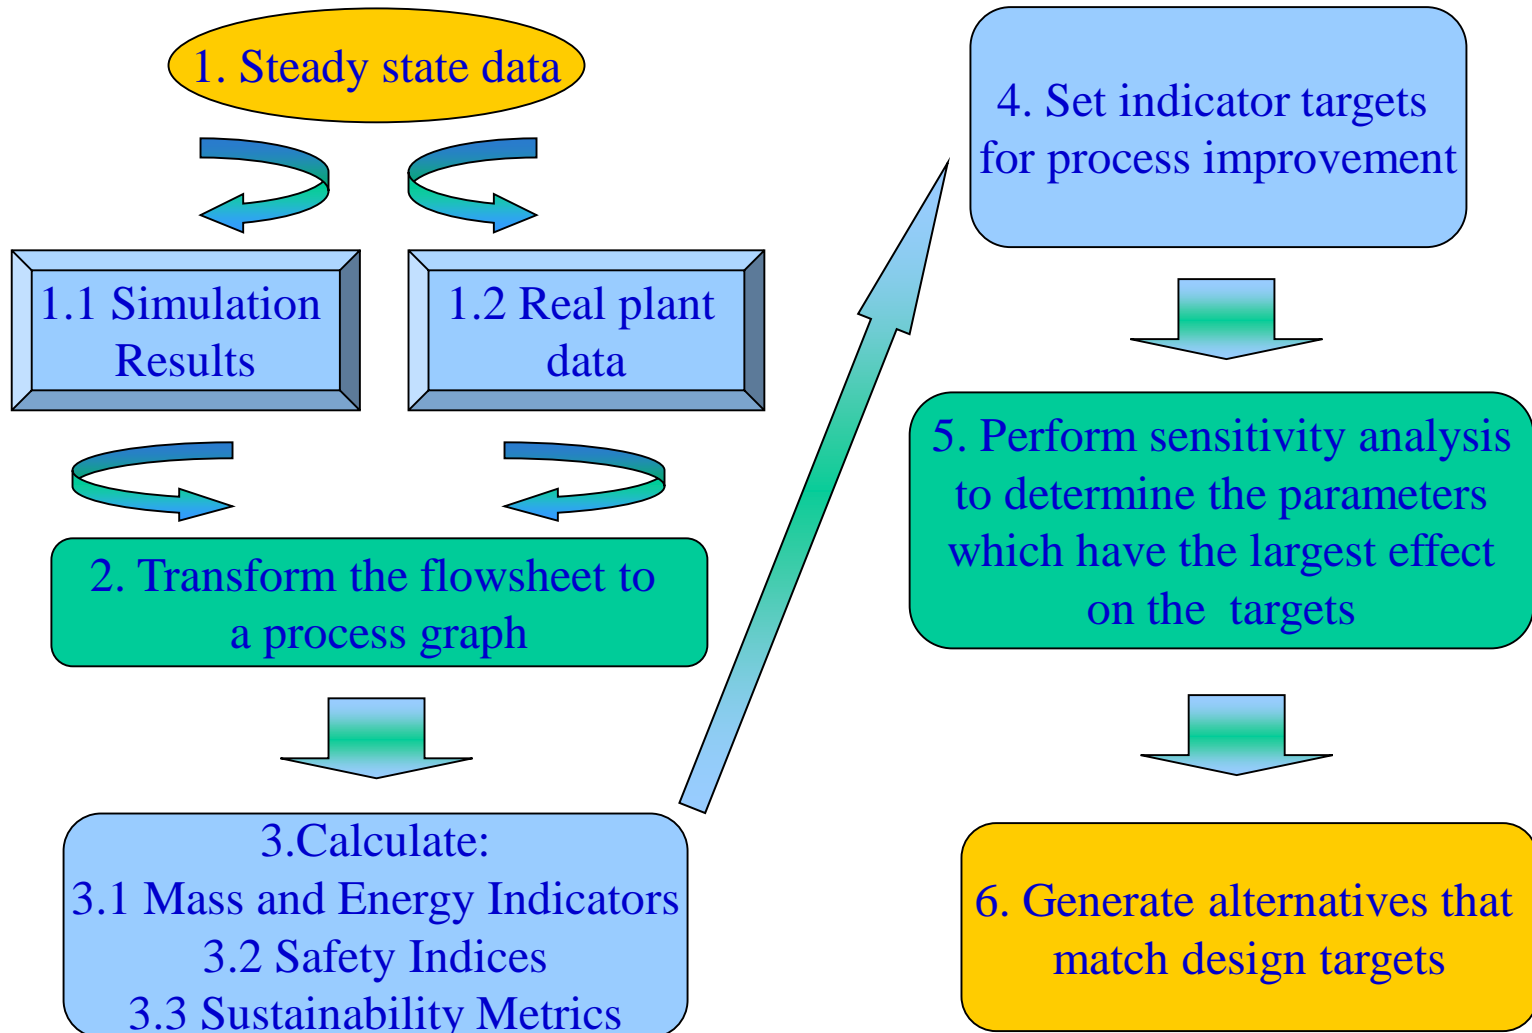 1. Steady state data
1.1 Simulation
Results
1.2 Real plant
data
2. Transform the flowsheet to
a process graph
3.Calculate:
3.1 Mass and Energy Indicators
3.2 Safety Indices
3.3 Sustainability Metrics
4. Set indicator targets
for process improvement
5. Perform sensitivity analysis
to determine the parameters
which have the largest effect
on the  targets
6. Generate alternatives that
match design targets